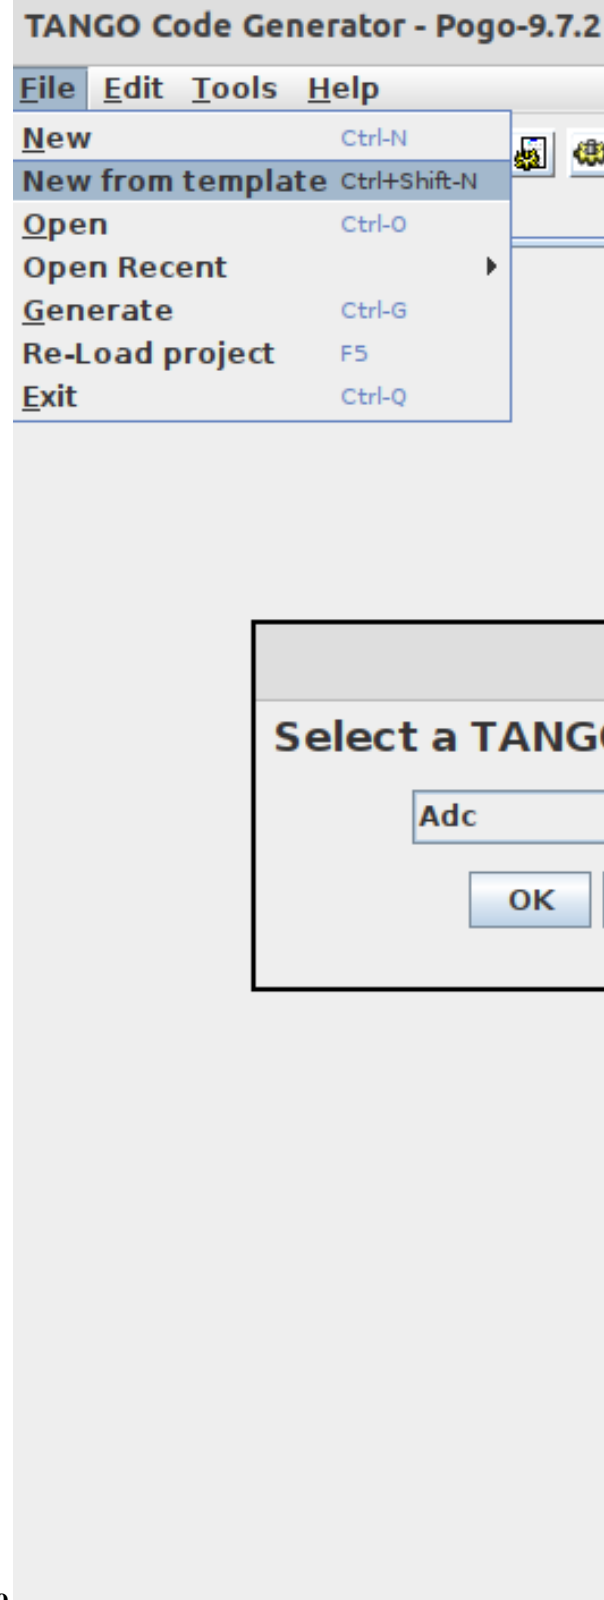 TANGO Code Generator - Pogo-9.7.2
File Edit Tools Help
New Ctrl-N
New from template Ctrl+Shift-N
Open Ctrl-O
Open Recent
Generate Ctrl-G
Re-Load project F5
Exit Ctrl-Q
Select a TANG
Adc
OK